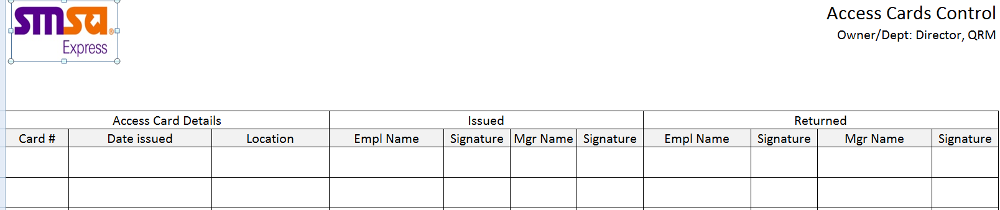 smsa®
Express
Access Cards Control
Owner/Dept: Director, QRM
Access Card Details Issued Returned
Card # Date issued Location Empl Name Signature Mgr Name Signature Empl Name Signature Mgr Name Signature